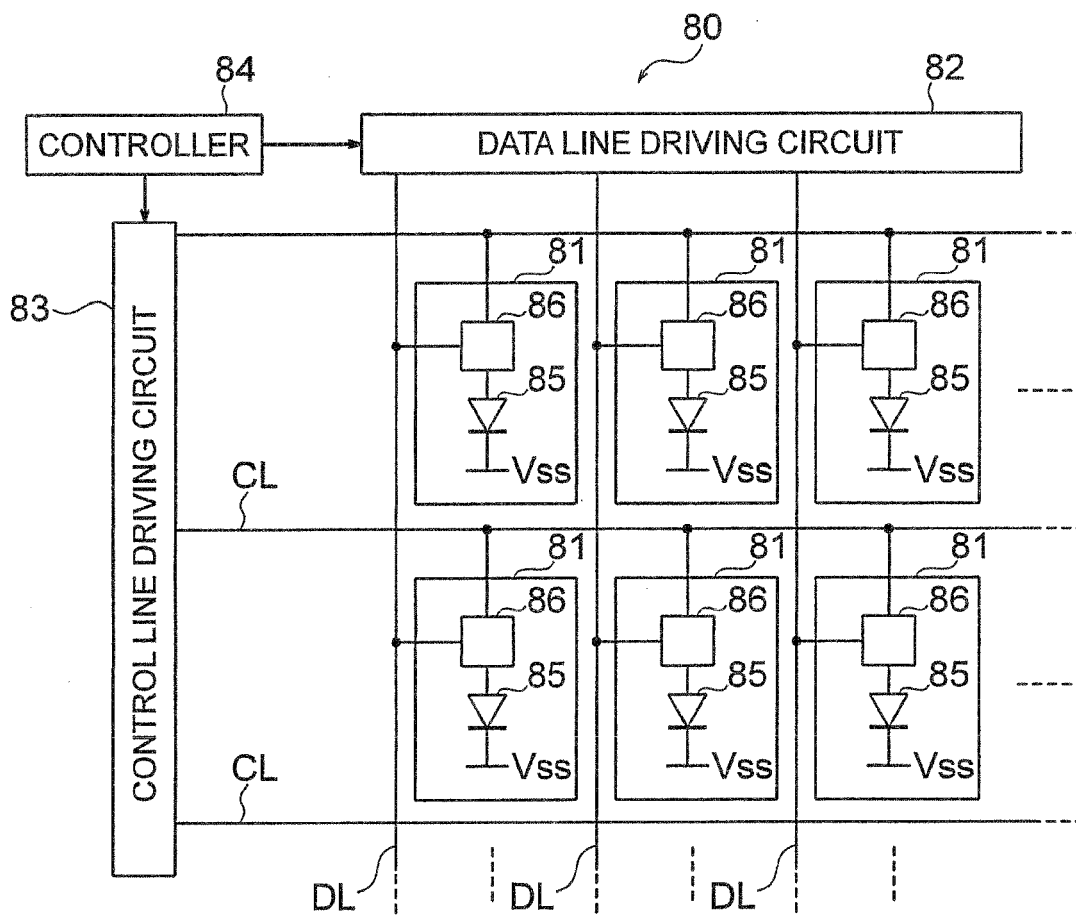 80
84
82
CONTROLLER
DATA LINE DRIVING CIRCUIT
83
CONTROL LINE DRIVING CIRCUIT
81 81 81
86 86 86
85 85 85
Vss Vss Vss
CL
81 81 81
86 86 86
85 85 85
Vss Vss Vss
CL
DL DL DL